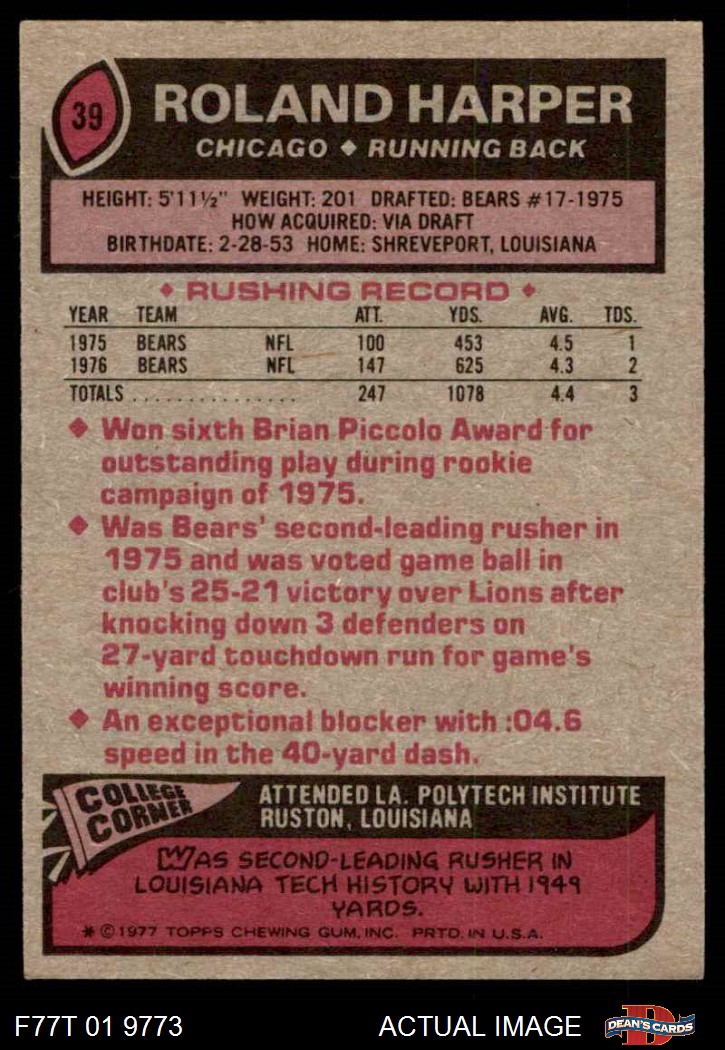 39
ROLAND HARPER
CHICAGO ◆ RUNNING BACK
HEIGHT: 5'11½" WEIGHT: 201 DRAFTED: BEARS #17-1975
HOW ACQUIRED: VIA DRAFT
BIRTHDATE: 2-28-53 HOME: SHREVEPORT, LOUISIANA
◆ RUSHING RECORD ◆
YEAR TEAM ATT. YDS. AVG. TDS.
1975 BEARS NFL 100 453 4.5 1
1976 BEARS NFL 147 625 4.3 2
TOTALS . . . . . . . . . . . . . . . 247 1078 4.4 3
◆ Won sixth Brian Piccolo Award for
outstanding play during rookie
campaign of 1975.
◆ Was Bears' second-leading rusher in
1975 and was voted game ball in
club's 25-21 victory over Lions after
knocking down 3 defenders on
27-yard touchdown run for game's
winning score.
◆ An exceptional blocker with :04.6
speed in the 40-yard dash.
COLLEGE
CORNER
ATTENDED LA. POLYTECH INSTITUTE
RUSTON, LOUISIANA
WAS SECOND-LEADING RUSHER IN
LOUISIANA TECH HISTORY WITH 1949
YARDS.
* © 1977 TOPPS CHEWING GUM, INC. PRTD. IN U.S.A.
F77T 01 9773 ACTUAL IMAGE
D
DEAN'S CARDS